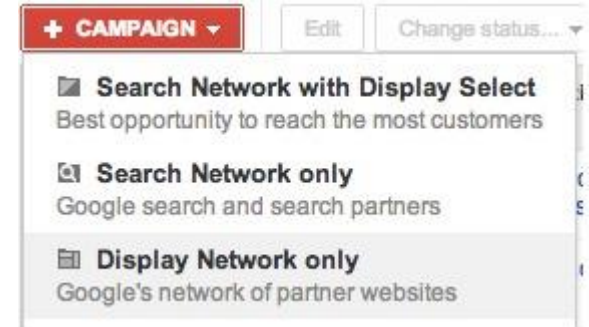 + CAMPAIGN Edit Change status...
Search Network with Display Select
Best opportunity to reach the most customers
Search Network only
Google search and search partners
Display Network only
Google's network of partner websites